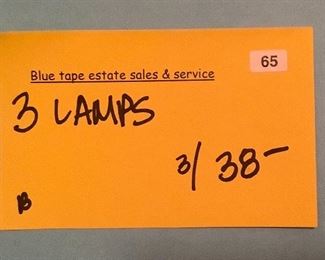 65
Blue tape estate sales & service
3 LAMPS
3/ 38-